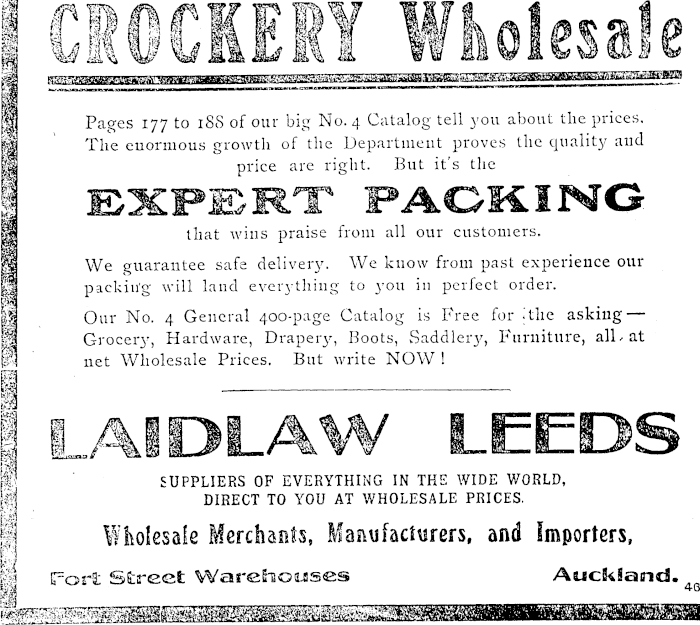 CROCKERY Wholesale
Pages 177 to 188 of our big No. 4 Catalog tell you about the prices.
The enormous growth of the Department proves the quality and
price are right. But it's the
EXPERT PACKING
that wins praise from all our customers.
We guarantee safe delivery. We know from past experience our
packing will land everything to you in perfect order.
Our No. 4 General 400-page Catalog is Free for the asking—
Grocery, Hardware, Drapery, Boots, Saddlery, Furniture, all at
net Wholesale Prices. But write NOW!
LAIDLAW LEEDS
SUPPLIERS OF EVERYTHING IN THE WIDE WORLD,
DIRECT TO YOU AT WHOLESALE PRICES.
Wholesale Merchants, Manufacturers, and Importers,
Fort Street Warehouses Auckland.
46